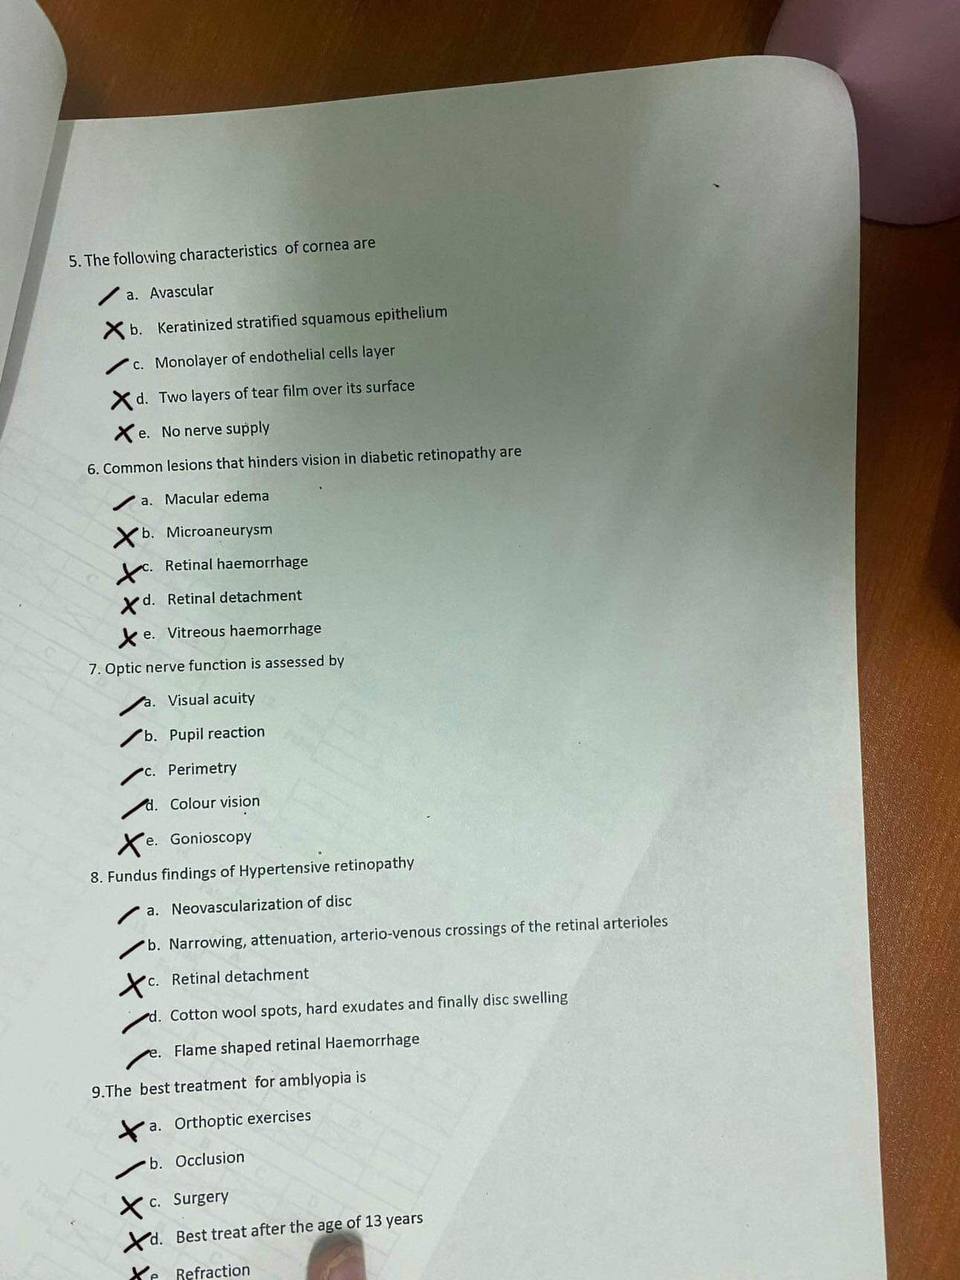 5. The following characteristics of cornea are
a. Avascular
b. Keratinized stratified squamous epithelium
c. Monolayer of endothelial cells layer
d. Two layers of tear film over its surface
e. No nerve supply
6. Common lesions that hinders vision in diabetic retinopathy are
a. Macular edema
b. Microaneurysm
c. Retinal haemorrhage
d. Retinal detachment
e. Vitreous haemorrhage
7. Optic nerve function is assessed by
a. Visual acuity
b. Pupil reaction
c. Perimetry
d. Colour vision
e. Gonioscopy
8. Fundus findings of Hypertensive retinopathy
a. Neovascularization of disc
b. Narrowing, attenuation, arterio-venous crossings of the retinal arterioles
c. Retinal detachment
d. Cotton wool spots, hard exudates and finally disc swelling
e. Flame shaped retinal Haemorrhage
9.The best treatment for amblyopia is
a. Orthoptic exercises
b. Occlusion
c. Surgery
d. Best treat after the age of 13 years
e Refraction